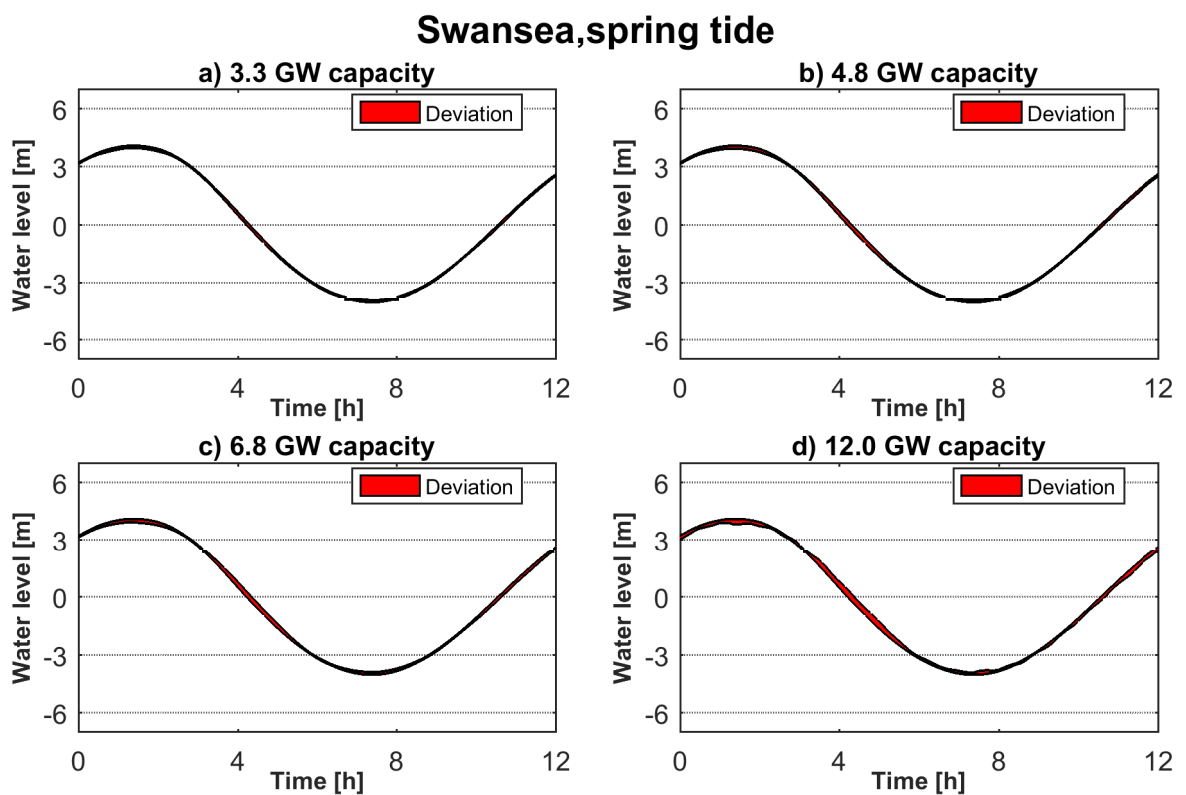 Swansea,spring tide
a) 3.3 GW capacity
Deviation
6
3
0
-3
-6
Water level [m]
0 4 8 12
Time [h]
b) 4.8 GW capacity
Deviation
6
3
0
-3
-6
Water level [m]
0 4 8 12
Time [h]
c) 6.8 GW capacity
Deviation
6
3
0
-3
-6
Water level [m]
0 4 8 12
Time [h]
d) 12.0 GW capacity
Deviation
6
3
0
-3
-6
Water level [m]
0 4 8 12
Time [h]